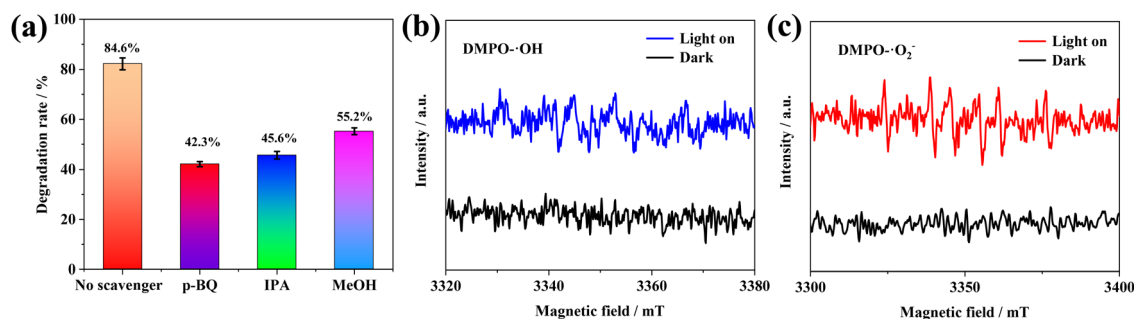 (a)
Degradation rate / %
100
80
60
40
20
0
84.6%
42.3%
45.6%
55.2%
No scavenger p-BQ IPA MeOH
(b)
DMPO-·OH
Light on
Dark
Intensity / a.u.
3320 3340 3360 3380
Magnetic field / mT
(c)
DMPO-·O₂⁻
Light on
Dark
Intensity / a.u.
3300 3350 3400
Magnetic field / mT